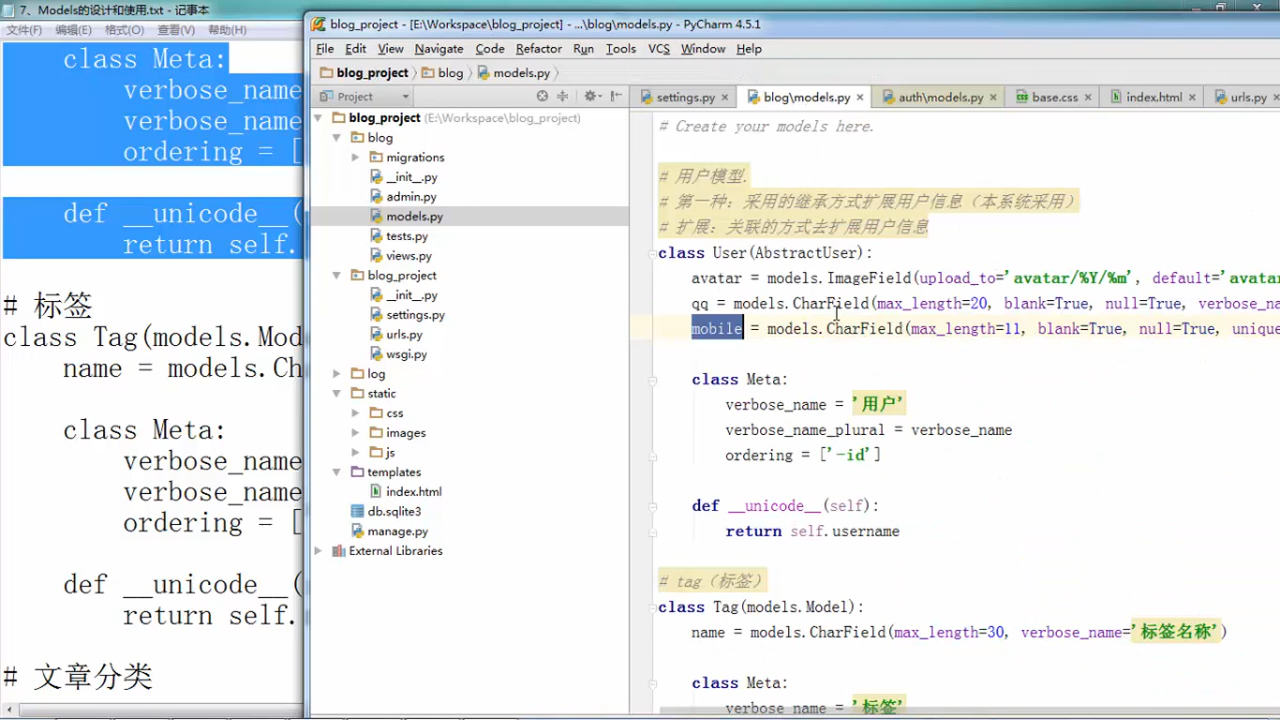 7、Models的设计和使用.txt - 记事本
文件(F) 编辑(E) 格式(O) 查看(V) 帮助(H)
class Meta:
verbose_name
verbose_name
ordering = [
def __unicode__(
return self.
# 标签
class Tag(models.Mod
name = models.Ch
class Meta:
verbose_name
verbose_name
ordering = [
def __unicode__(
return self.
# 文章分类
blog_project - [E:\Workspace\blog_project] - ...\blog\models.py - PyCharm 4.5.1
File Edit View Navigate Code Refactor Run Tools VCS Window Help
blog_project blog models.py
Project
blog_project (E:\Workspace\blog_project)
blog
migrations
__init__.py
admin.py
models.py
tests.py
views.py
blog_project
__init__.py
settings.py
urls.py
wsgi.py
log
static
css
images
js
templates
index.html
db.sqlite3
manage.py
External Libraries
settings.py blog\models.py auth\models.py base.css index.html urls.py
# Create your models here.
# 用户模型.
# 第一种：采用的继承方式扩展用户信息（本系统采用）
# 扩展：关联的方式去扩展用户信息
class User(AbstractUser):
avatar = models.ImageField(upload_to='avatar/%Y/%m', default='avatar
qq = models.CharField(max_length=20, blank=True, null=True, verbose_na
mobile = models.CharField(max_length=11, blank=True, null=True, unique
class Meta:
verbose_name = '用户'
verbose_name_plural = verbose_name
ordering = ['-id']
def __unicode__(self):
return self.username
# tag（标签）
class Tag(models.Model):
name = models.CharField(max_length=30, verbose_name='标签名称')
class Meta:
verbose_name = '标签'